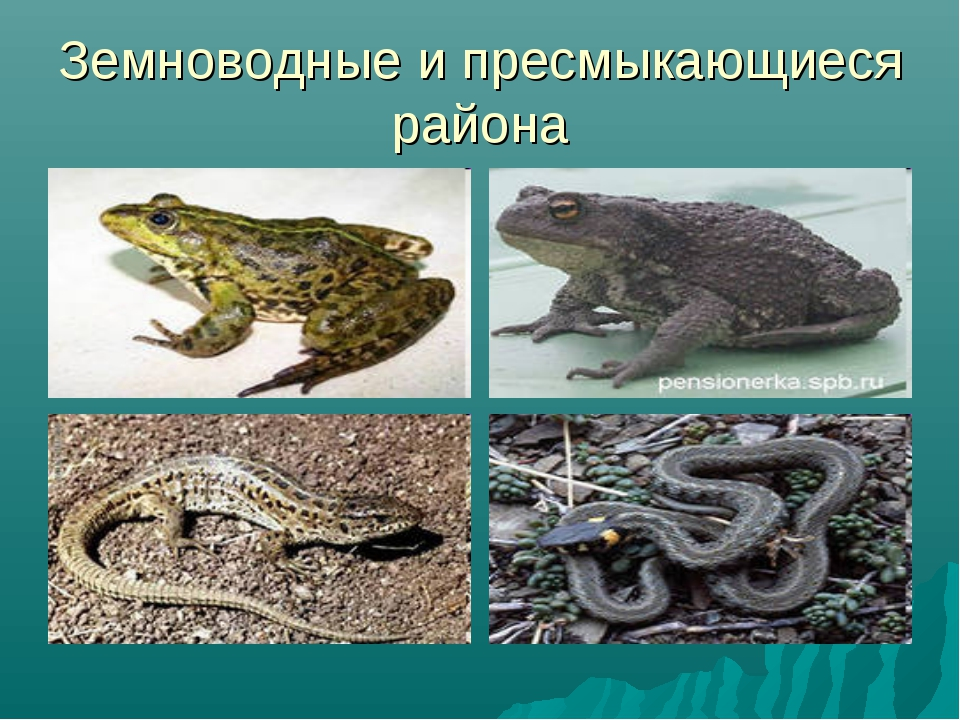 Земноводные и пресмыкающиеся
района
pensionerka.spb.ru